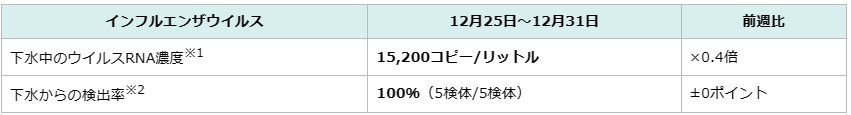 インフルエンザウイルス 12月25日～12月31日 前週比
下水中のウイルスRNA濃度※1 15,200コピー/リットル ×0.4倍
下水からの検出率※2 100%（5検体/5検体） ±0ポイント